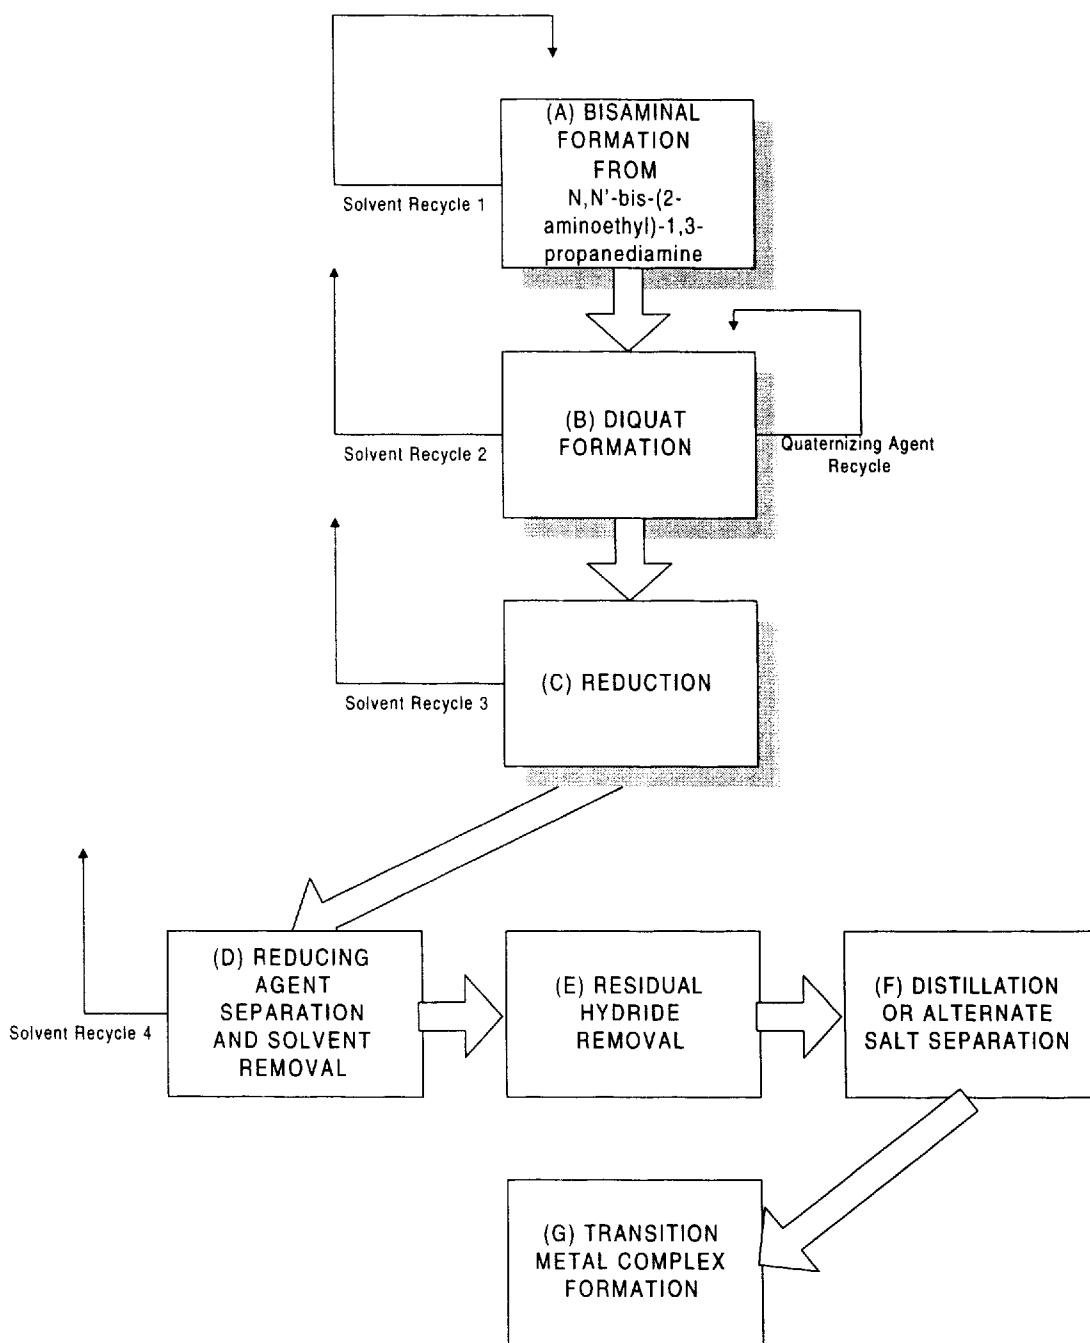 (A) BISAMINAL
FORMATION
FROM
N,N'-bis-(2-
aminoethyl)-1,3-
propanediamine
Solvent Recycle 1
(B) DIQUAT
FORMATION
Solvent Recycle 2
Quaternizing Agent
Recycle
(C) REDUCTION
Solvent Recycle 3
(D) REDUCING
AGENT
SEPARATION
AND SOLVENT
REMOVAL
Solvent Recycle 4
(E) RESIDUAL
HYDRIDE
REMOVAL
(F) DISTILLATION
OR ALTERNATE
SALT SEPARATION
(G) TRANSITION
METAL COMPLEX
FORMATION